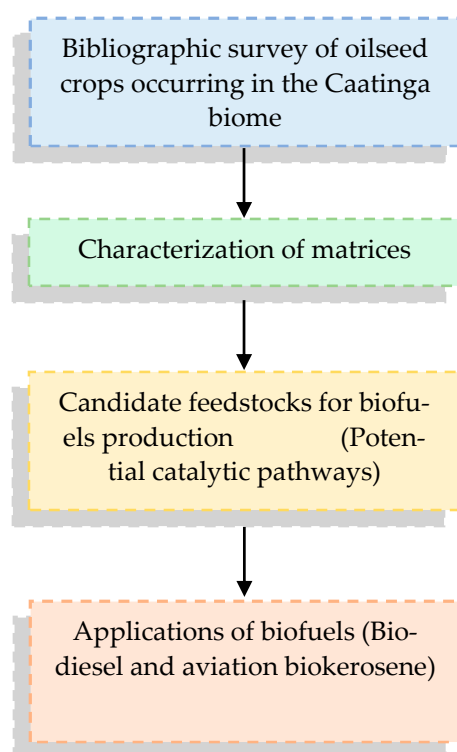 Bibliographic survey of oilseed
crops occurring in the Caatinga
biome
Characterization of matrices
Candidate feedstocks for biofu-
els production (Poten-
tial catalytic pathways)
Applications of biofuels (Bio-
diesel and aviation biokerosene)